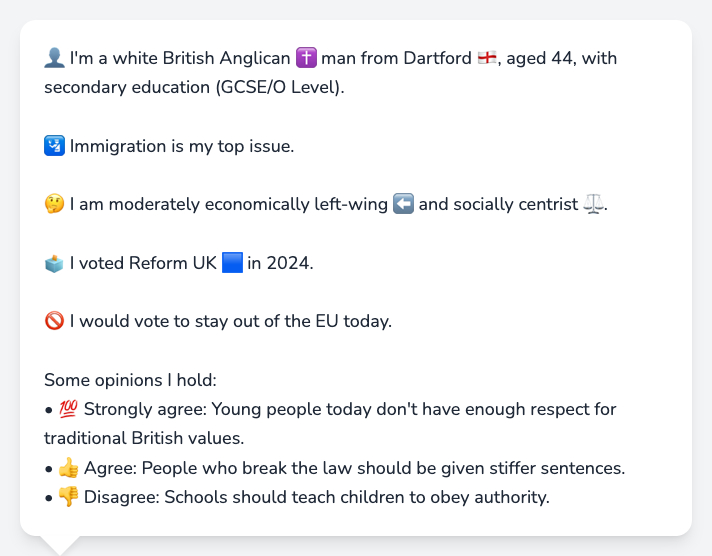 👤 I'm a white British Anglican ✝️ man from Dartford 🏴󠁧󠁢󠁥󠁮󠁧󠁿, aged 44, with
secondary education (GCSE/O Level).
🛂 Immigration is my top issue.
🤔 I am moderately economically left-wing ⬅️ and socially centrist ⚖️.
🗳️ I voted Reform UK 🟦 in 2024.
🚫 I would vote to stay out of the EU today.
Some opinions I hold:
• 💯 Strongly agree: Young people today don't have enough respect for
traditional British values.
• 👍 Agree: People who break the law should be given stiffer sentences.
• 👎 Disagree: Schools should teach children to obey authority.